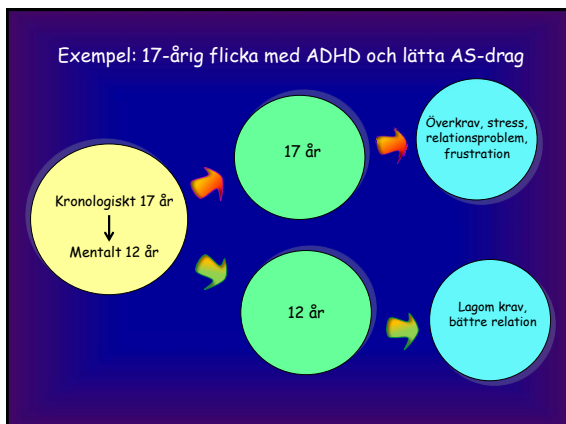 Exempel: 17-årig flicka med ADHD och lätta AS-drag
Kronologiskt 17 år
Mentalt 12 år
17 år
Överkrav, stress,
relationsproblem,
frustration
12 år
Lagom krav,
bättre relation